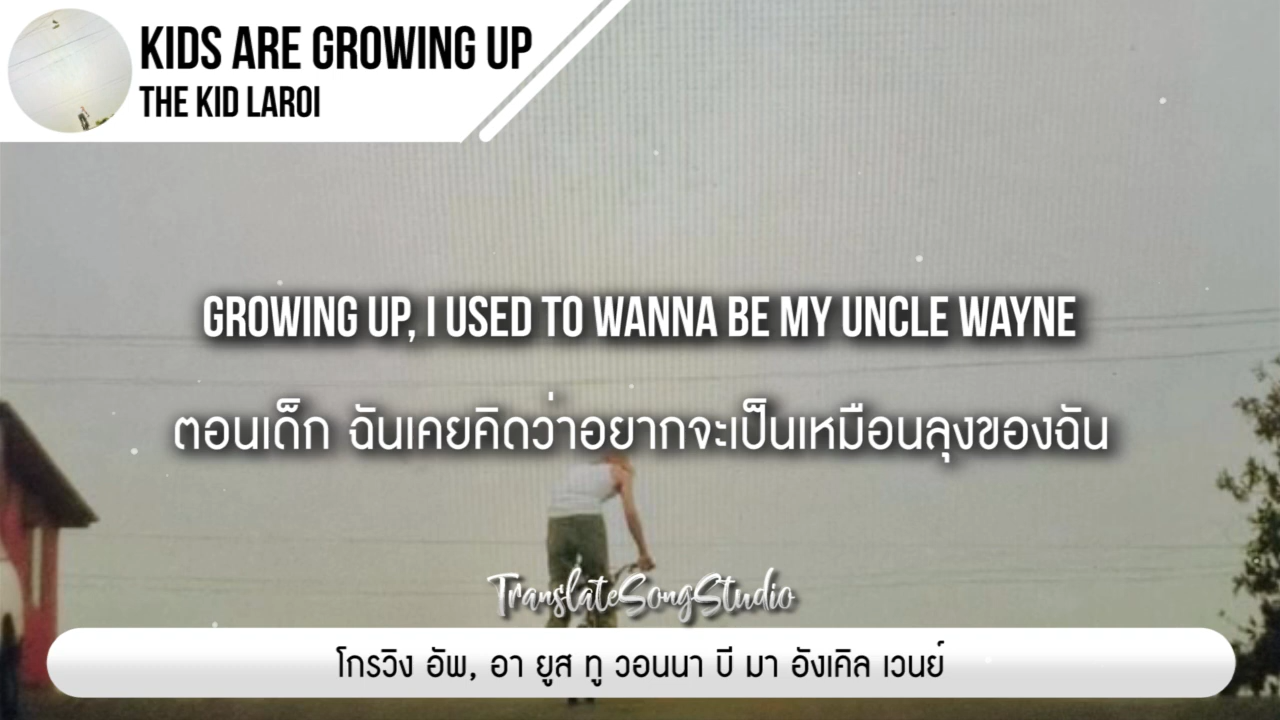 KIDS ARE GROWING UP
THE KID LAROI
GROWING UP, I USED TO WANNA BE MY UNCLE WAYNE
ตอนเด็ก ฉันเคยคิดว่าอยากจะเป็นเหมือนลุงของฉัน
TranslateSongStudio
โกรวิง อัพ, อา ยูส ทู วอนนา บี มา อังเคิล เวนย์